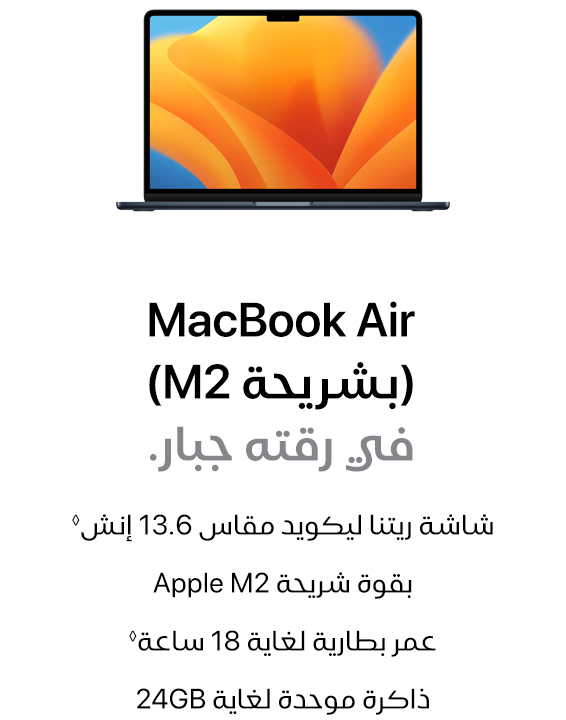 MacBook Air
(بشريحة M2)
في رقته جبار.
شاشة ريتنا ليكويد مقاس 13.6 إنش◊
بقوة شريحة Apple M2
عمر بطارية لغاية 18 ساعة◊
ذاكرة موحدة لغاية 24GB